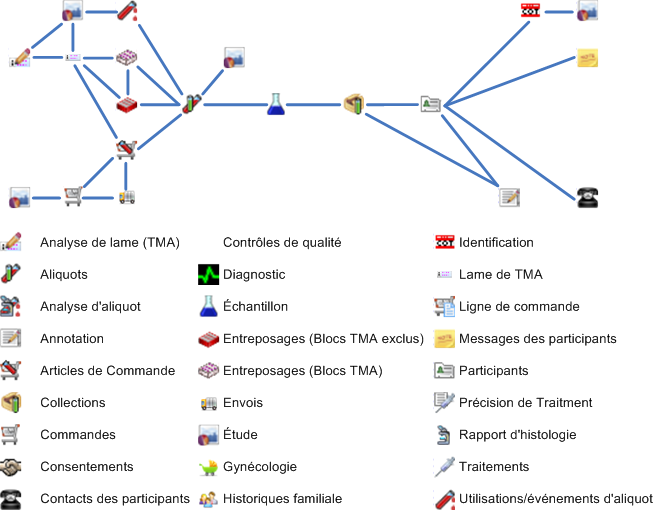 Analyse de lame (TMA) Contrôles de qualité Identification
Aliquots Diagnostic Lame de TMA
Analyse d'aliquot Échantillon Ligne de commande
Annotation Entreposages (Blocs TMA exclus) Messages des participants
Articles de Commande Entreposages (Blocs TMA) Participants
Collections Envois Précision de Traitment
Commandes Étude Rapport d'histologie
Consentements Gynécologie Traitements
Contacts des participants Historiques familiale Utilisations/événements d'aliquot